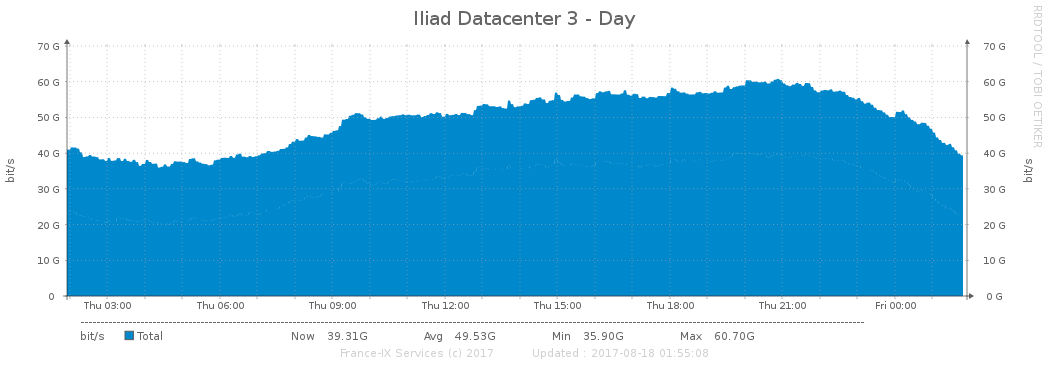 Iliad Datacenter 3 - Day
RRDTOOL / TOBI OETIKER
70 G 70 G
60 G 60 G
50 G 50 G
40 G 40 G
30 G 30 G
20 G 20 G
10 G 10 G
0 0 G
bit/s bit/s
Thu 03:00 Thu 06:00 Thu 09:00 Thu 12:00 Thu 15:00 Thu 18:00 Thu 21:00 Fri 00:00
bit/s Total Now 39.31G Avg 49.53G Min 35.90G Max 60.70G
France-IX Services (c) 2017 Updated : 2017-08-18 01:55:08